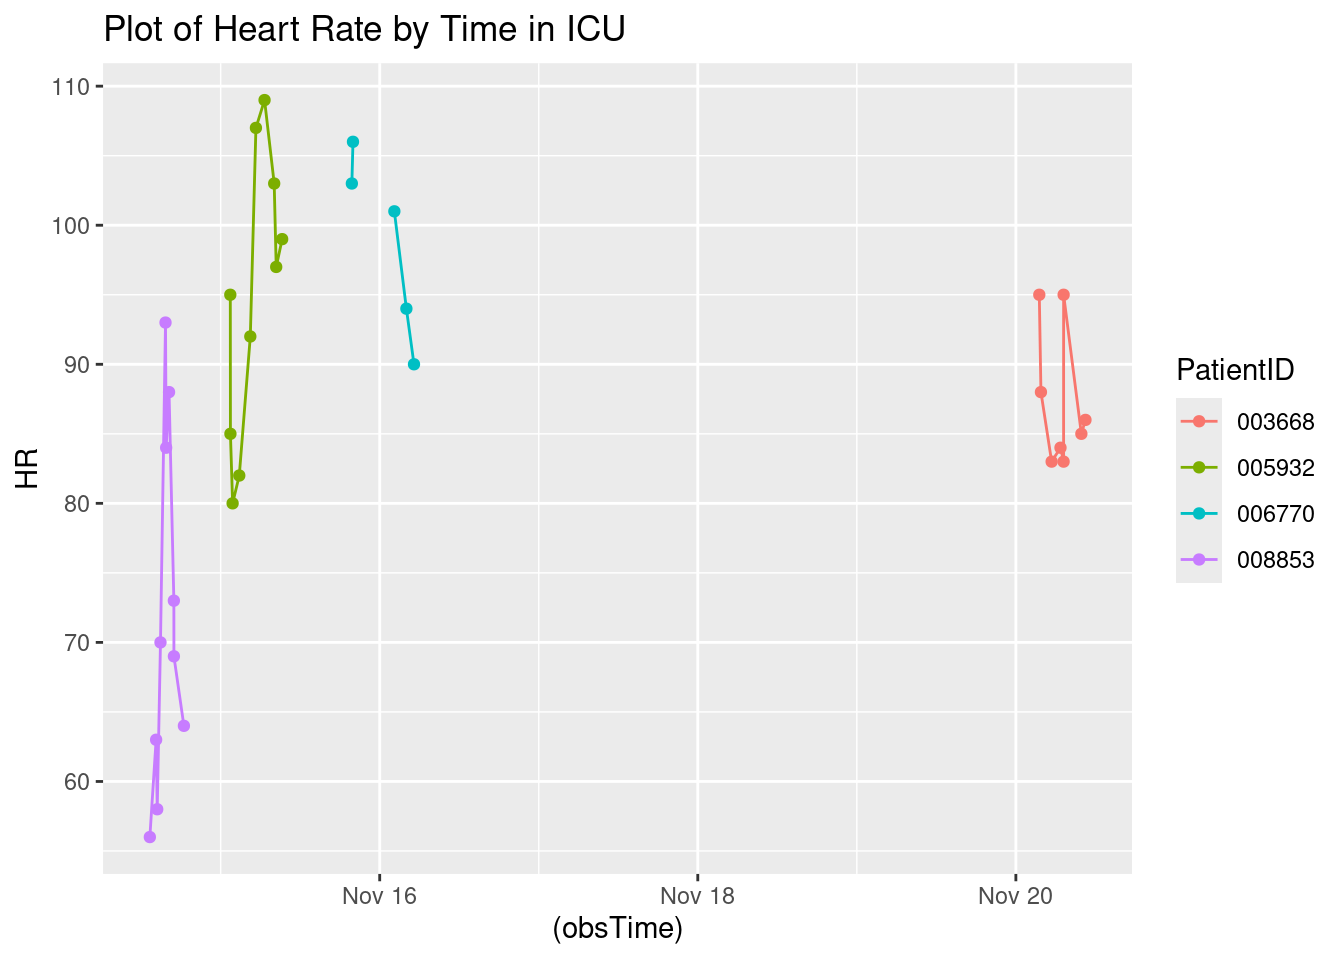 Plot of Heart Rate by Time in ICU
110
100
90
80
70
60
HR
Nov 16
Nov 18
Nov 20
(obsTime)
PatientID
003668
005932
006770
008853